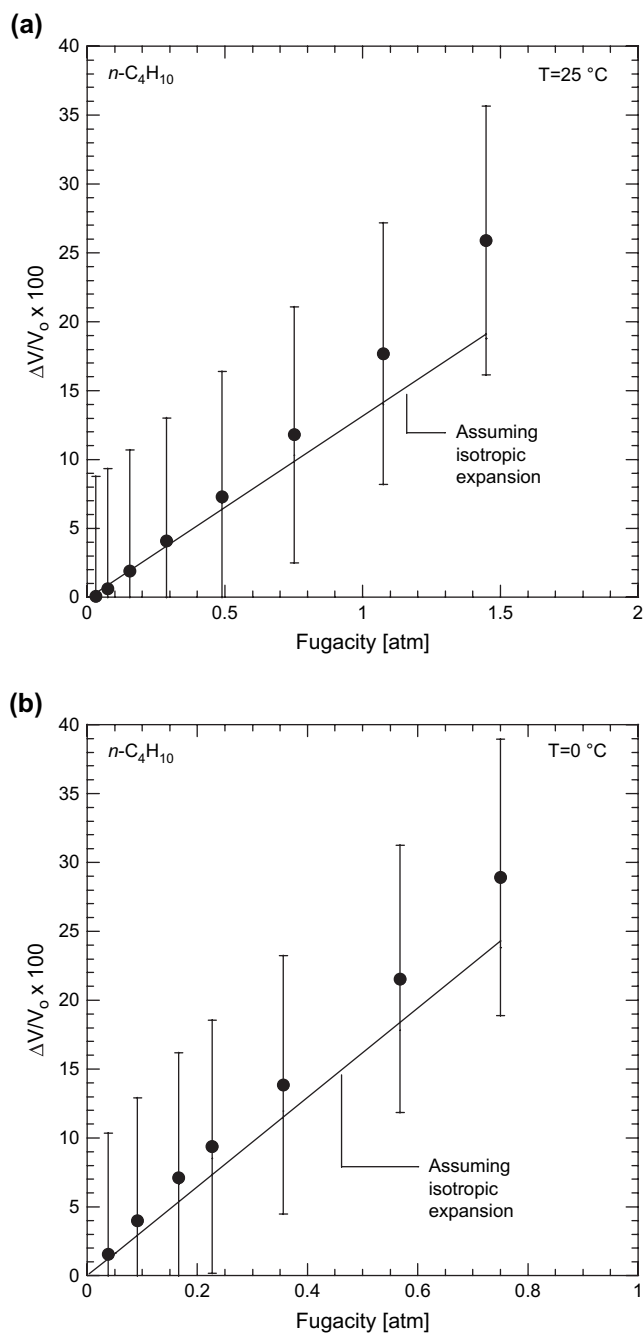 (a)
40
n-C₄H₁₀
T=25 °C
35
30
25
20
15
10
5
0
ΔV/Vₒ x 100
Assuming
isotropic
expansion
0
0.5
1
1.5
2
Fugacity [atm]
(b)
40
n-C₄H₁₀
T=0 °C
35
30
25
20
15
10
5
0
ΔV/Vₒ x 100
Assuming
isotropic
expansion
0
0.2
0.4
0.6
0.8
1
Fugacity [atm]